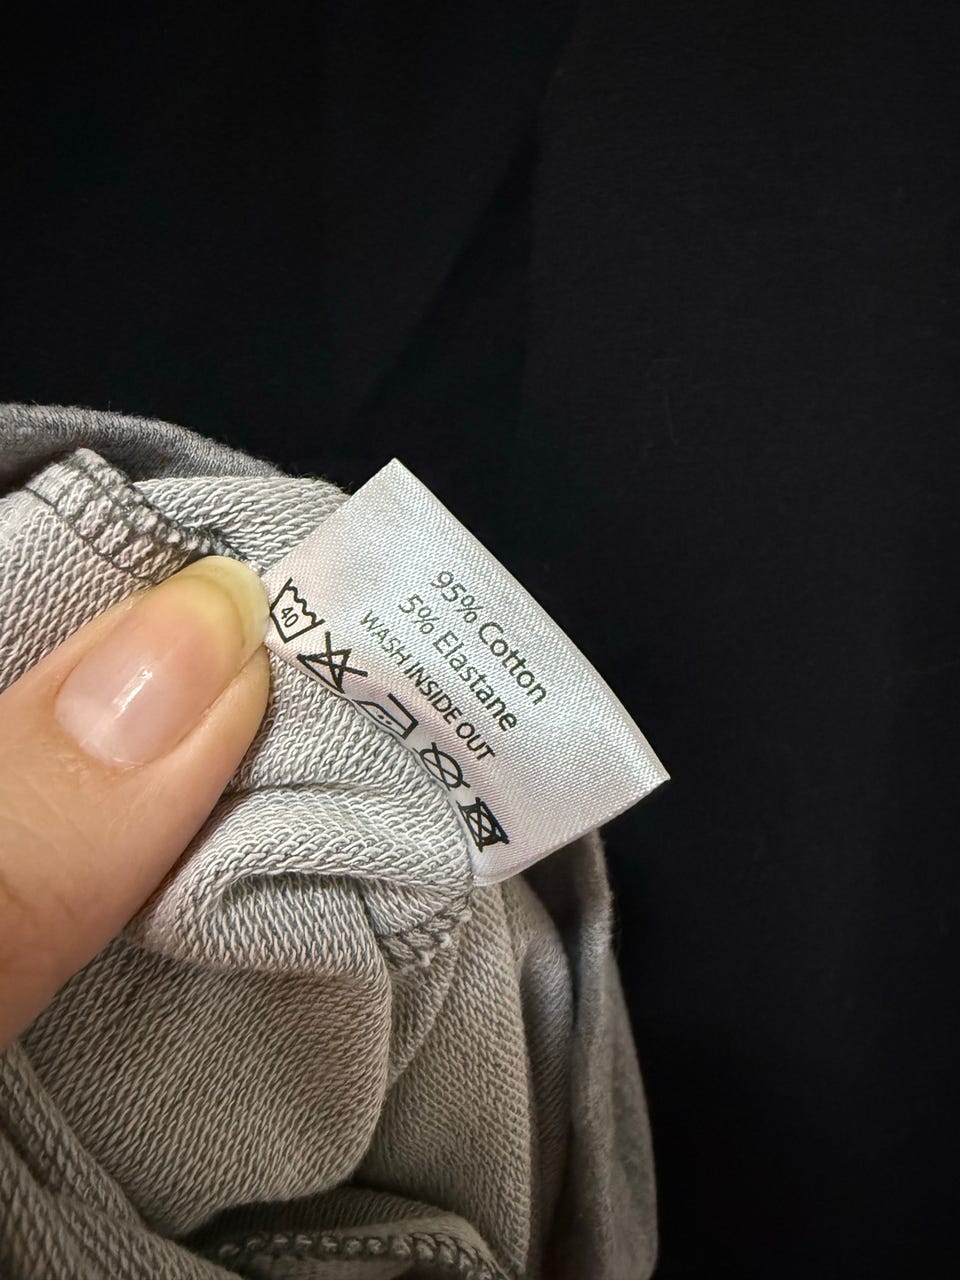 95% Cotton
5% Elastane
WASH INSIDE OUT
40